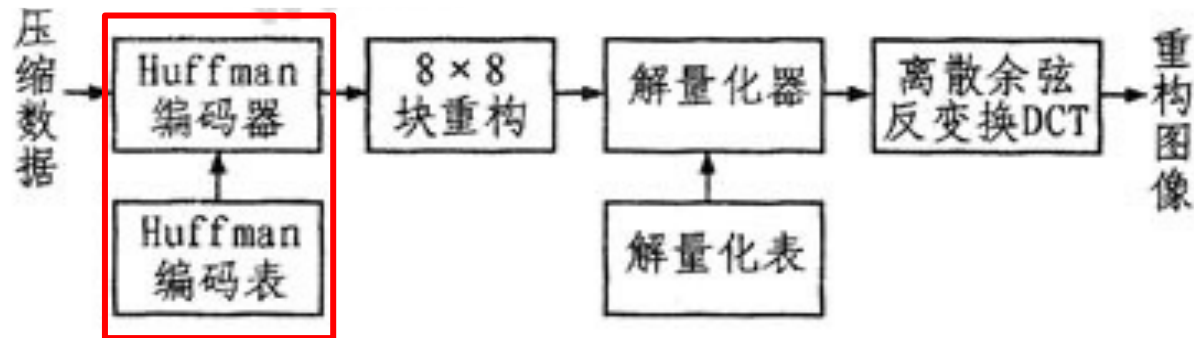 压缩数据
Huffman
编码器
8×8
块重构
解量化器
离散余弦
反变换DCT
重构图像
Huffman
编码表
解量化表